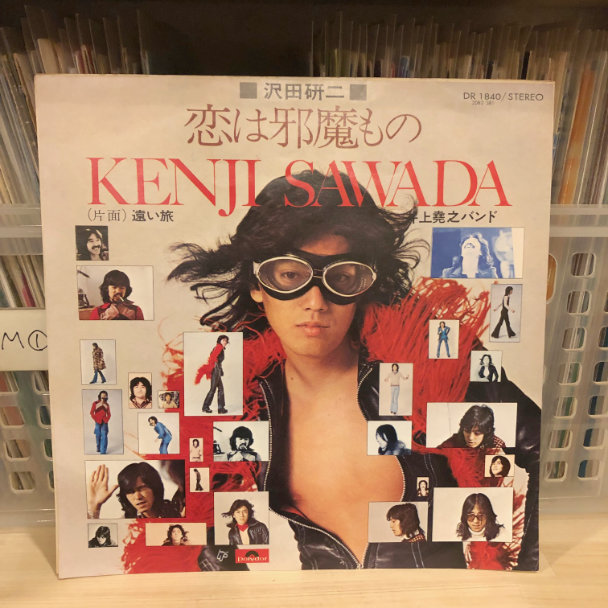 沢田研二
DR 1840/STEREO
恋は邪魔もの
KENJI SAWADA
(片面) 遠い旅
井上堯之バンド
Polydor
M①